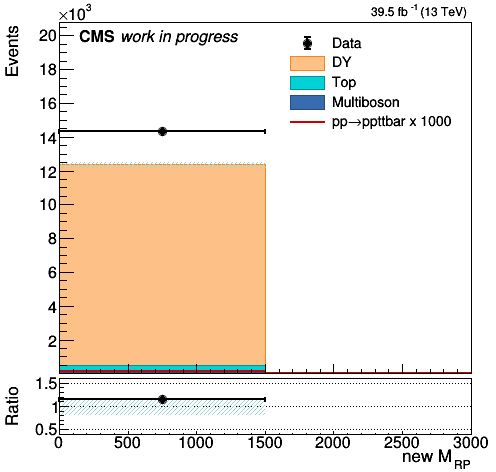 ×10³
39.5 fb⁻¹ (13 TeV)
Events
CMS work in progress
Data
DY
Top
Multiboson
pp→ppttbar x 1000
20
18
16
14
12
10
8
6
4
2
Ratio
1.5
1
0.5
0 500 1000 1500 2000 2500 3000
new M_RP